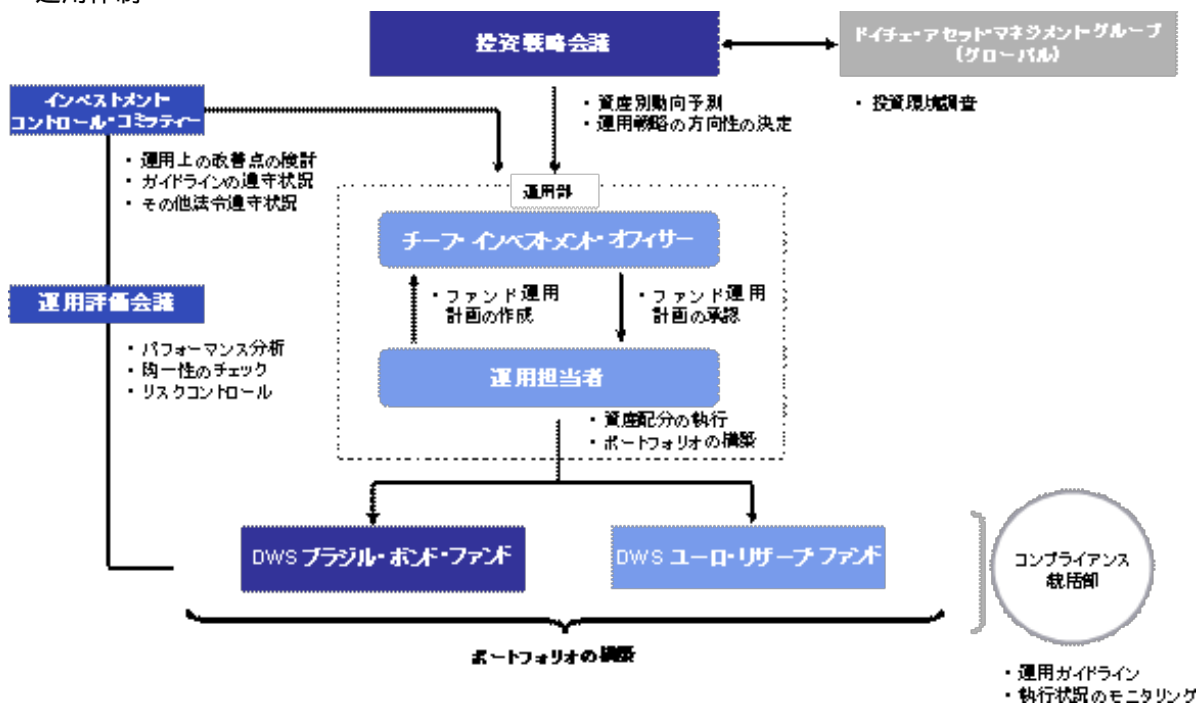 運用体制
投資戦略会議
ドイチェ・アセット・マネジメント・グループ
(グローバル)
・ 資産別動向予測
・ 運用戦略の方向性の決定
・ 投資環境調査
インベストメント
コントロール・コミッティー
・ 運用上の改善点の検討
・ ガイドラインの遵守状況
・ その他法令遵守状況
運用部
チーフ・インベストメント・オフィサー
・ ファンド運用
計画の作成
・ ファンド運用
計画の承認
運用評価会議
・ パフォーマンス分析
・ 均一性のチェック
・ リスクコントロール
運用担当者
・ 資産配分の執行
・ ポートフォリオの構築
DWS ブラジル・ボンド・ファンド
DWS ユーロ・リザーブ・ファンド
コンプライアンス
統括部
ポートフォリオの構築
・ 運用ガイドライン
・ 執行状況のモニタリング